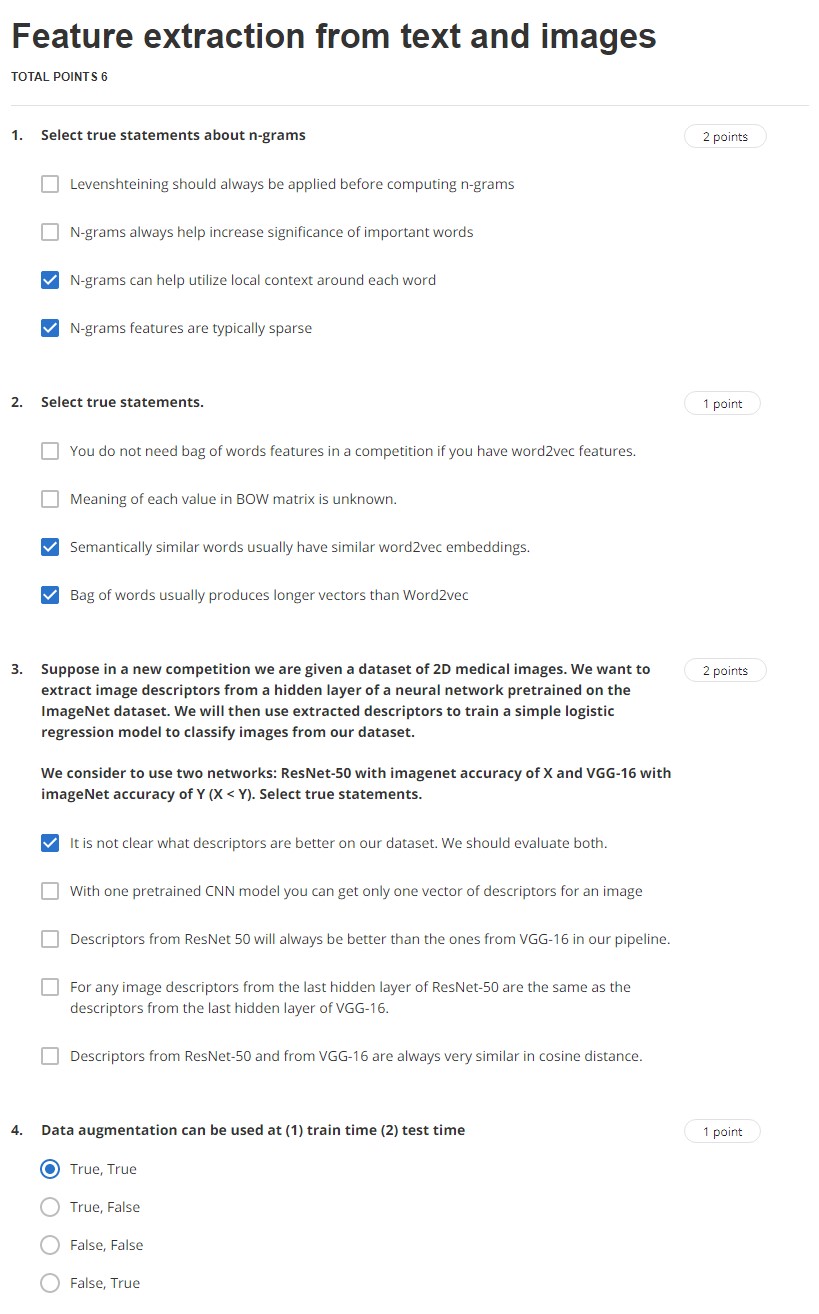 Feature extraction from text and images
TOTAL POINTS 6
1. Select true statements about n-grams 2 points
Levenshteining should always be applied before computing n-grams
N-grams always help increase significance of important words
N-grams can help utilize local context around each word
N-grams features are typically sparse
2. Select true statements. 1 point
You do not need bag of words features in a competition if you have word2vec features.
Meaning of each value in BOW matrix is unknown.
Semantically similar words usually have similar word2vec embeddings.
Bag of words usually produces longer vectors than Word2vec
3. Suppose in a new competition we are given a dataset of 2D medical images. We want to 2 points
extract image descriptors from a hidden layer of a neural network pretrained on the
ImageNet dataset. We will then use extracted descriptors to train a simple logistic
regression model to classify images from our dataset.
We consider to use two networks: ResNet-50 with imagenet accuracy of X and VGG-16 with
imageNet accuracy of Y (X < Y). Select true statements.
It is not clear what descriptors are better on our dataset. We should evaluate both.
With one pretrained CNN model you can get only one vector of descriptors for an image
Descriptors from ResNet 50 will always be better than the ones from VGG-16 in our pipeline.
For any image descriptors from the last hidden layer of ResNet-50 are the same as the
descriptors from the last hidden layer of VGG-16.
Descriptors from ResNet-50 and from VGG-16 are always very similar in cosine distance.
4. Data augmentation can be used at (1) train time (2) test time 1 point
True, True
True, False
False, False
False, True